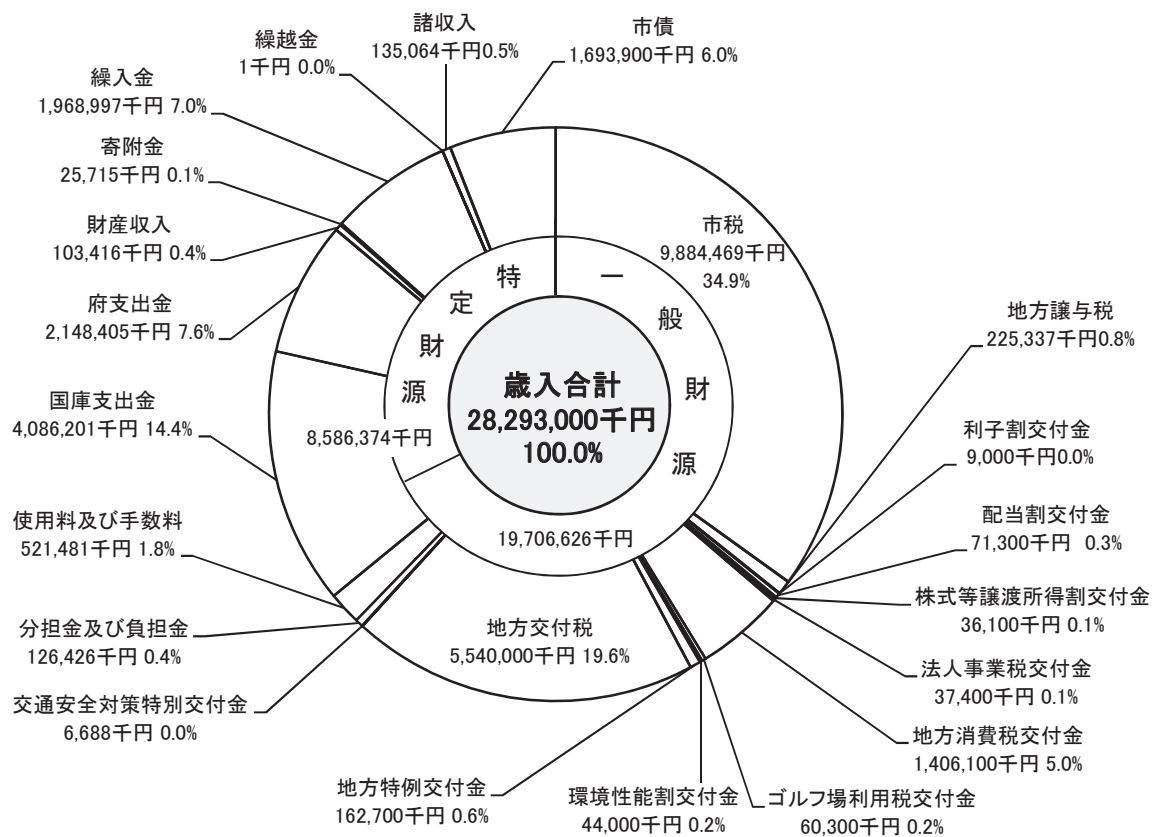 歳入合計
28,293,000千円
100.0%
一般財源
19,706,626千円
特定財源
8,586,374千円
市税
9,884,469千円
34.9%
地方譲与税
225,337千円0.8%
利子割交付金
9,000千円0.0%
配当割交付金
71,300千円 0.3%
株式等譲渡所得割交付金
36,100千円 0.1%
法人事業税交付金
37,400千円 0.1%
地方消費税交付金
1,406,100千円 5.0%
ゴルフ場利用税交付金
60,300千円 0.2%
環境性能割交付金
44,000千円 0.2%
地方特例交付金
162,700千円 0.6%
地方交付税
5,540,000千円 19.6%
交通安全対策特別交付金
6,688千円 0.0%
分担金及び負担金
126,426千円 0.4%
使用料及び手数料
521,481千円 1.8%
国庫支出金
4,086,201千円 14.4%
府支出金
2,148,405千円 7.6%
財産収入
103,416千円 0.4%
寄附金
25,715千円 0.1%
繰入金
1,968,997千円 7.0%
繰越金
1千円 0.0%
諸収入
135,064千円0.5%
市債
1,693,900千円 6.0%